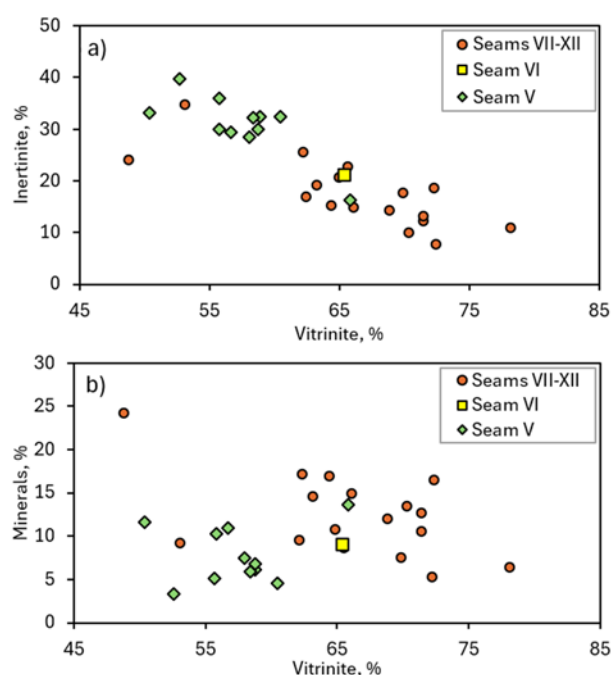 a)
Seams VII-XII
Seam VI
Seam V
Inertinite, %
50
40
30
20
10
0
45 55 65 75 85
Vitrinite, %
b)
Seams VII-XII
Seam VI
Seam V
Minerals, %
30
25
20
15
10
5
0
45 55 65 75 85
Vitrinite, %